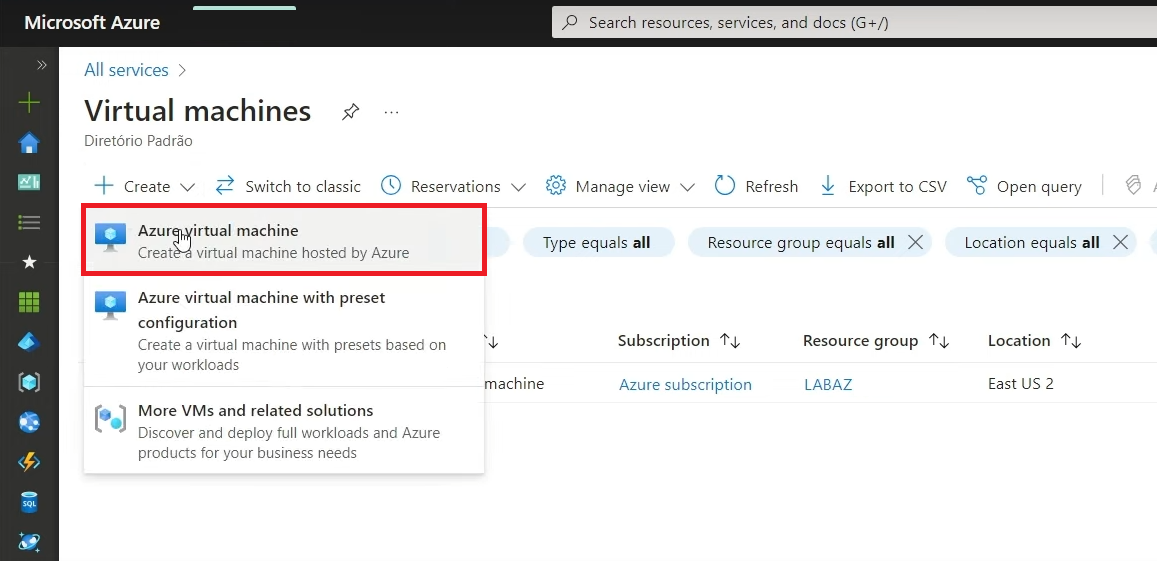 Microsoft Azure
Search resources, services, and docs (G+/)
All services
Virtual machines
Diretório Padrão
Create
Switch to classic
Reservations
Manage view
Refresh
Export to CSV
Open query
Azure virtual machine
Create a virtual machine hosted by Azure
Type equals all
Resource group equals all
Location equals all
Azure virtual machine with preset
configuration
Create a virtual machine with presets based on
your workloads
Subscription
Resource group
Location
machine
Azure subscription
LABAZ
East US 2
More VMs and related solutions
Discover and deploy full workloads and Azure
products for your business needs
SQL